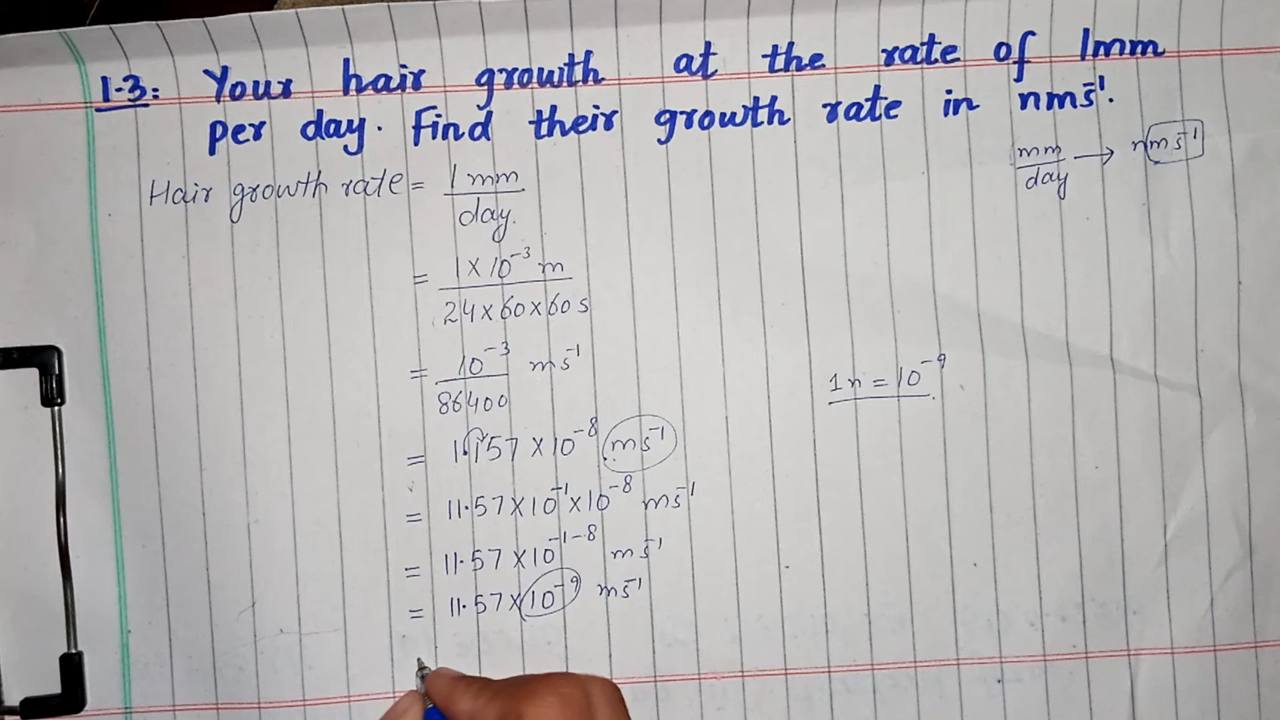 1.3: Your hair growth at the rate of 1mm
per day. Find their growth rate in nms⁻¹.
mm/day → nms⁻¹
Hair growth rate = 1 mm/day.
= 1 × 10⁻³ m / 24 × 60 × 60 s
= 10⁻³/86400 ms⁻¹
1n = 10⁻⁹
= 1.157 × 10⁻⁸ ms⁻¹
= 11.57 × 10⁻¹ × 10⁻⁸ ms⁻¹
= 11.57 × 10⁻¹⁻⁸ ms⁻¹
= 11.57 × 10⁻⁹ ms⁻¹